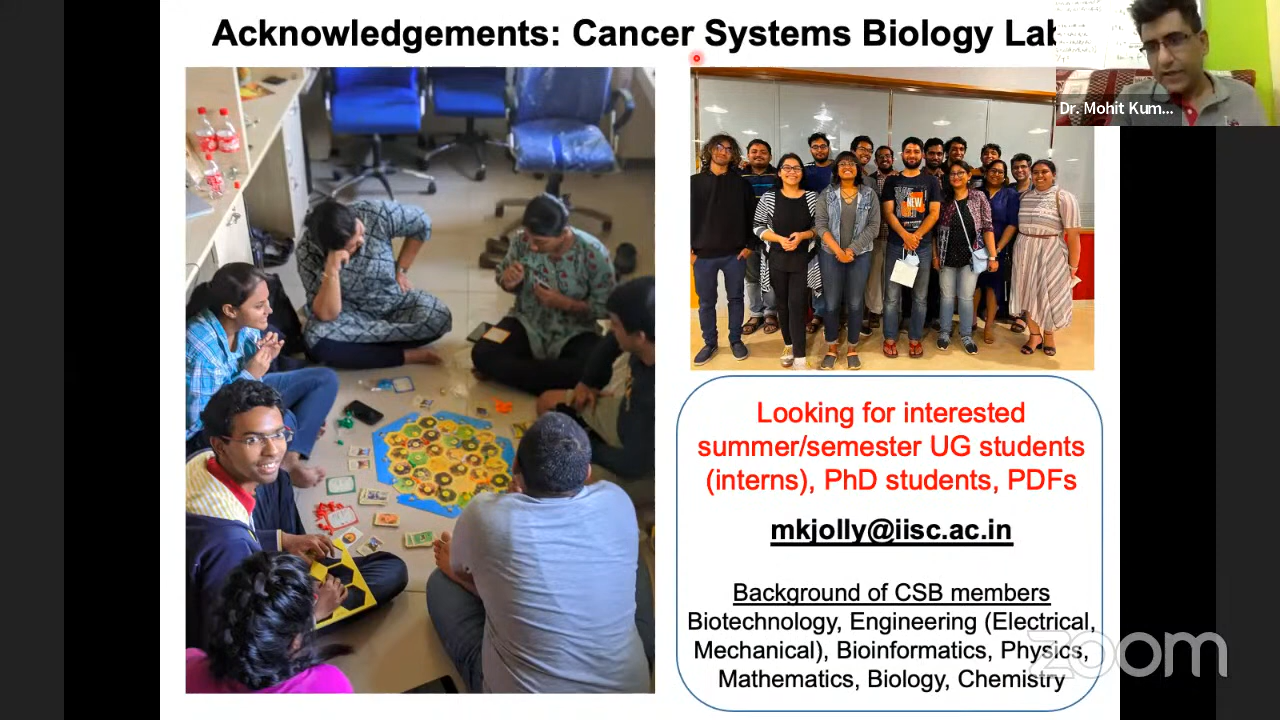 Acknowledgements: Cancer Systems Biology Lab
Dr. Mohit Kum...
NEW
Looking for interested
summer/semester UG students
(interns), PhD students, PDFs
mkjolly@iisc.ac.in
Background of CSB members
Biotechnology, Engineering (Electrical,
Mechanical), Bioinformatics, Physics,
Mathematics, Biology, Chemistry
zoom